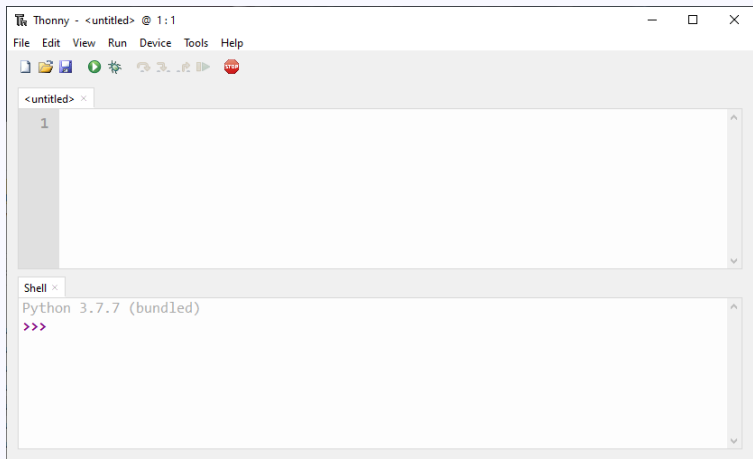 Thonny - <untitled> @ 1:1
File Edit View Run Device Tools Help
STOP
<untitled>
1
Shell
Python 3.7.7 (bundled)
>>>